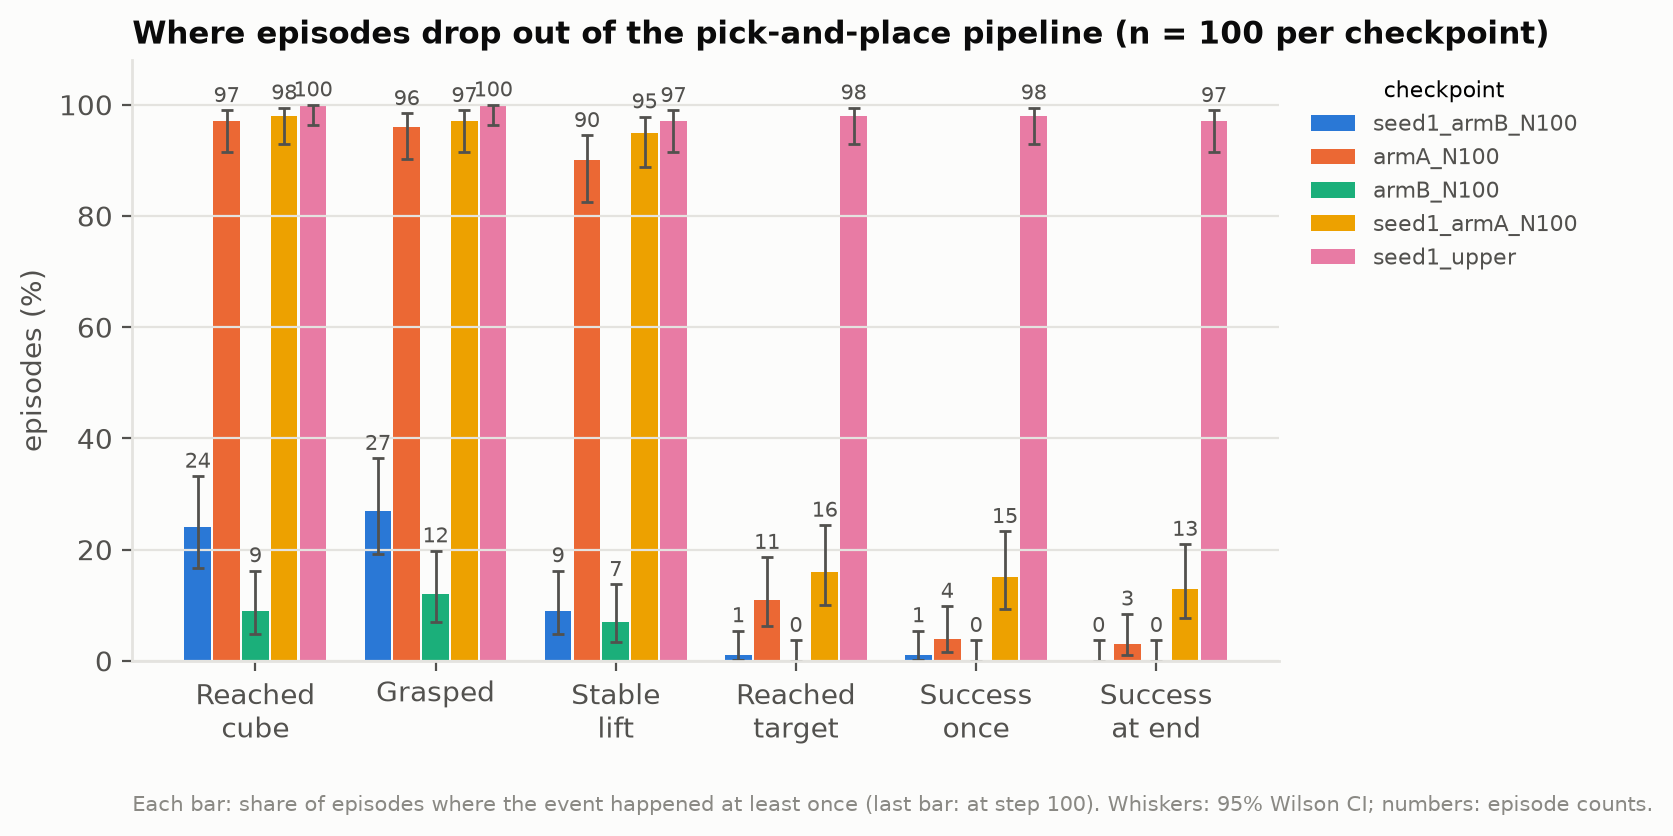 Where episodes drop out of the pick-and-place pipeline (n = 100 per checkpoint)
episodes (%)
100
80
60
40
20
0
24
97
9
98
100
27
96
12
97
100
9
90
7
95
97
1
11
0
16
98
1
4
0
15
98
0
3
0
13
97
Reached
cube
Grasped
Stable
lift
Reached
target
Success
once
Success
at end
checkpoint
seed1_armB_N100
armA_N100
armB_N100
seed1_armA_N100
seed1_upper
Each bar: share of episodes where the event happened at least once (last bar: at step 100). Whiskers: 95% Wilson CI; numbers: episode counts.